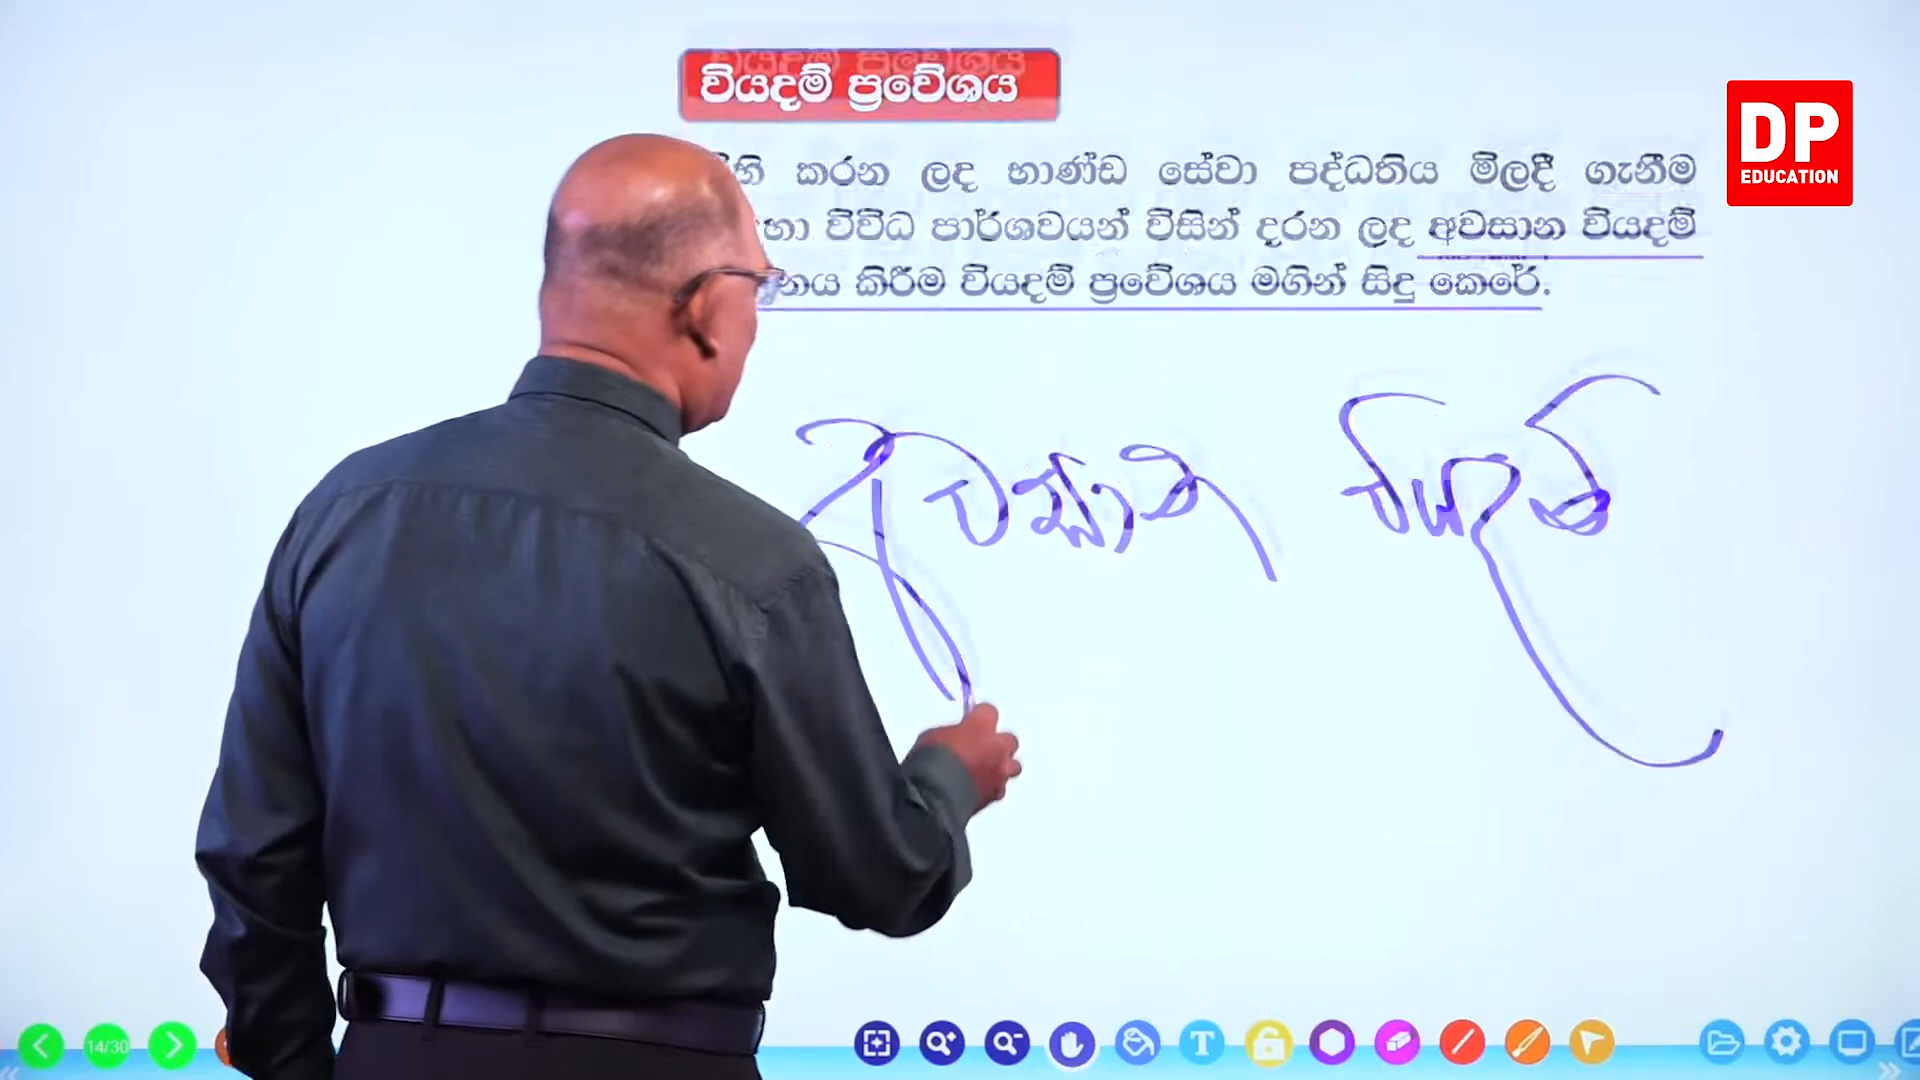 වියදම් ප්‍රවේශය
කරන ලද භාණ්ඩ සේවා පද්ධතිය මිලදී ගැනීම
විවිධ පාර්ශවයන් විසින් දරන ලද අවසාන වියදම්
කිරීම වියදම් ප්‍රවේශය මගින් සිදු කෙරේ.
අවසාන වියදම්
DP
EDUCATION
14/30
T